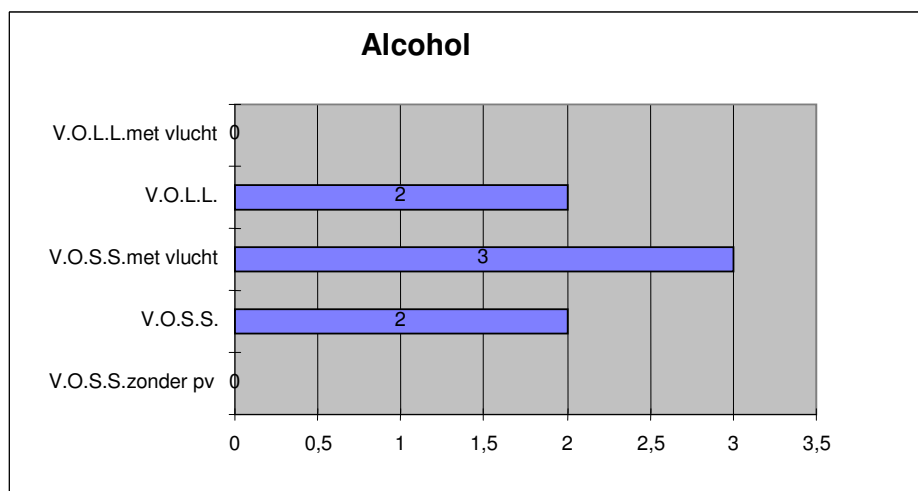 Alcohol
V.O.L.L.met vlucht 0
V.O.L.L. 2
V.O.S.S.met vlucht 3
V.O.S.S. 2
V.O.S.S.zonder pv 0
0 0,5 1 1,5 2 2,5 3 3,5